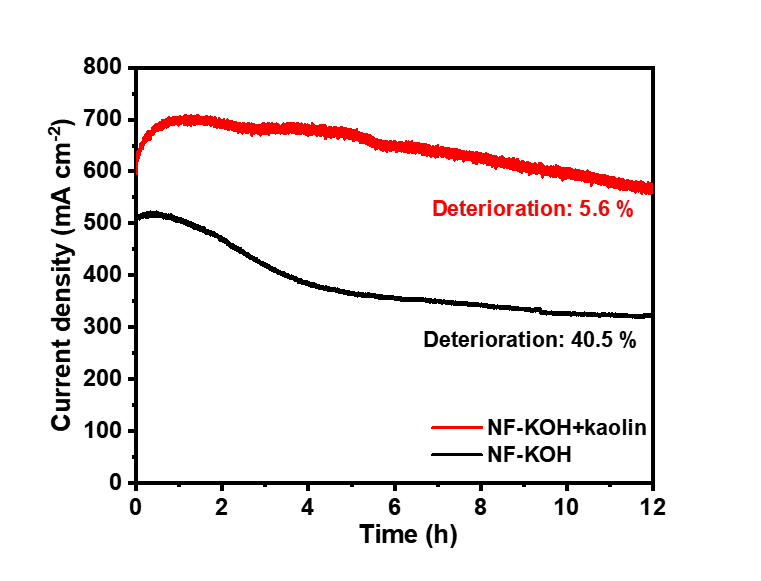 800
700
600
500
400
300
200
100
0
Current density (mA cm-2)
Deterioration: 5.6 %
Deterioration: 40.5 %
NF-KOH+kaolin
NF-KOH
0 2 4 6 8 10 12
Time (h)